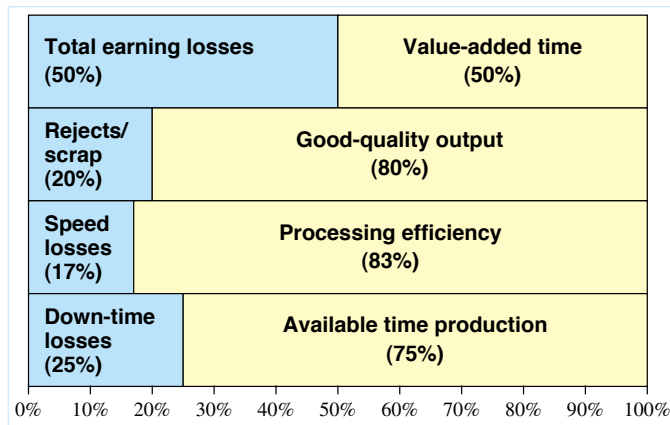 Total earning losses
(50%)
Value-added time
(50%)
Rejects/
scrap
(20%)
Good-quality output
(80%)
Speed
losses
(17%)
Processing efficiency
(83%)
Down-time
losses
(25%)
Available time production
(75%)
0% 10% 20% 30% 40% 50% 60% 70% 80% 90% 100%